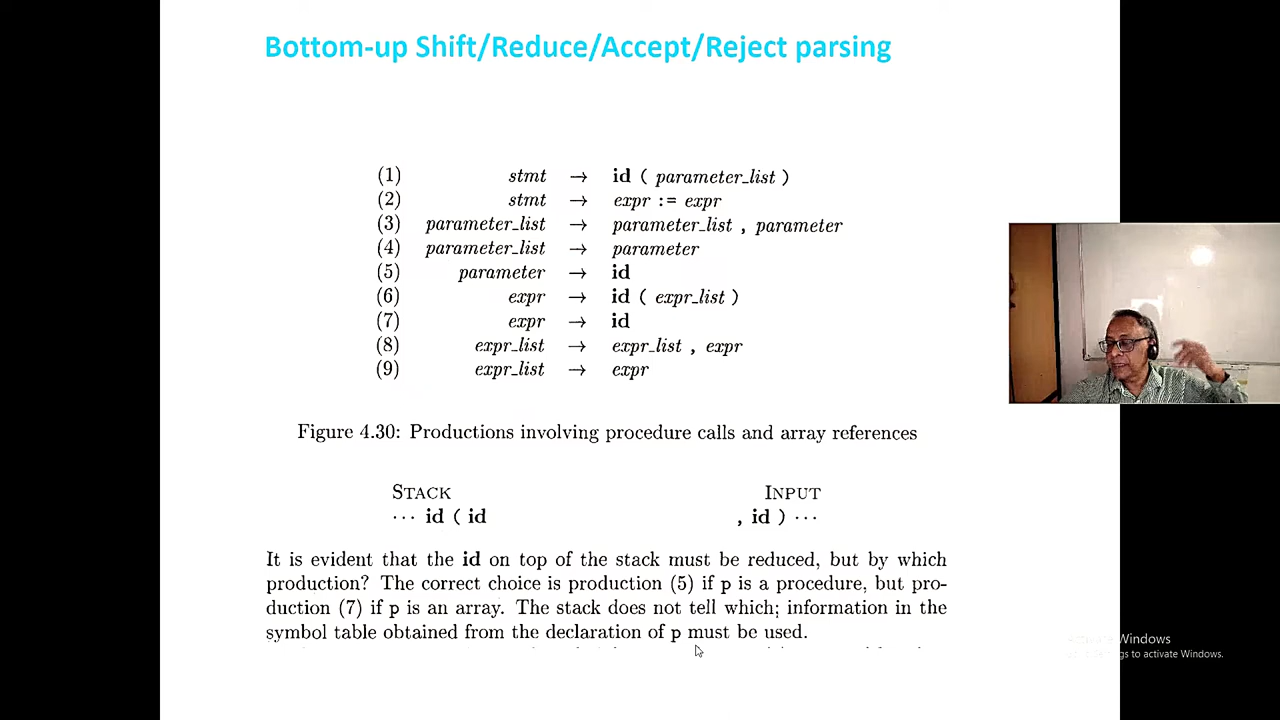 Bottom-up Shift/Reduce/Accept/Reject parsing
(1) stmt → id ( parameter_list )
(2) stmt → expr := expr
(3) parameter_list → parameter_list , parameter
(4) parameter_list → parameter
(5) parameter → id
(6) expr → id ( expr_list )
(7) expr → id
(8) expr_list → expr_list , expr
(9) expr_list → expr
Figure 4.30: Productions involving procedure calls and array references
STACK INPUT
··· id ( id , id ) ···
It is evident that the id on top of the stack must be reduced, but by which
production? The correct choice is production (5) if p is a procedure, but pro-
duction (7) if p is an array. The stack does not tell which; information in the
symbol table obtained from the declaration of p must be used.
Windows
to activate Windows.